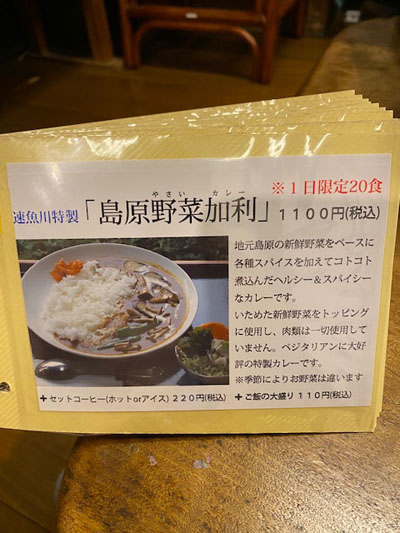 ※１日限定20食
やさい カレー
速魚川特製「島原野菜加利」１１００円(税込)
地元島原の新鮮野菜をベースに
各種スパイスを加えてコトコト
煮込んだヘルシー＆スパイシー
なカレーです。
いためた新鮮野菜をトッピング
に使用し、肉類は一切使用して
いません。ベジタリアンに大好
評の特製カレーです。
※季節によりお野菜は違います
✚セットコーヒー(ホットorアイス)２２０円(税込) ✚ご飯の大盛り １１０円(税込)